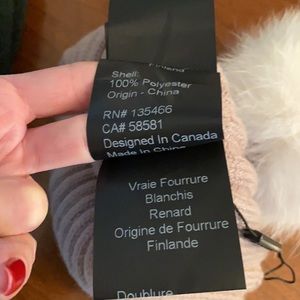 Finland
Shell:
100% Polyester
Origin - China
RN# 135466
CA# 58581
Designed In Canada
Made In China
Vraie Fourrure
Blanchis
Renard
Origine de Fourrure
Finlande
Doublure